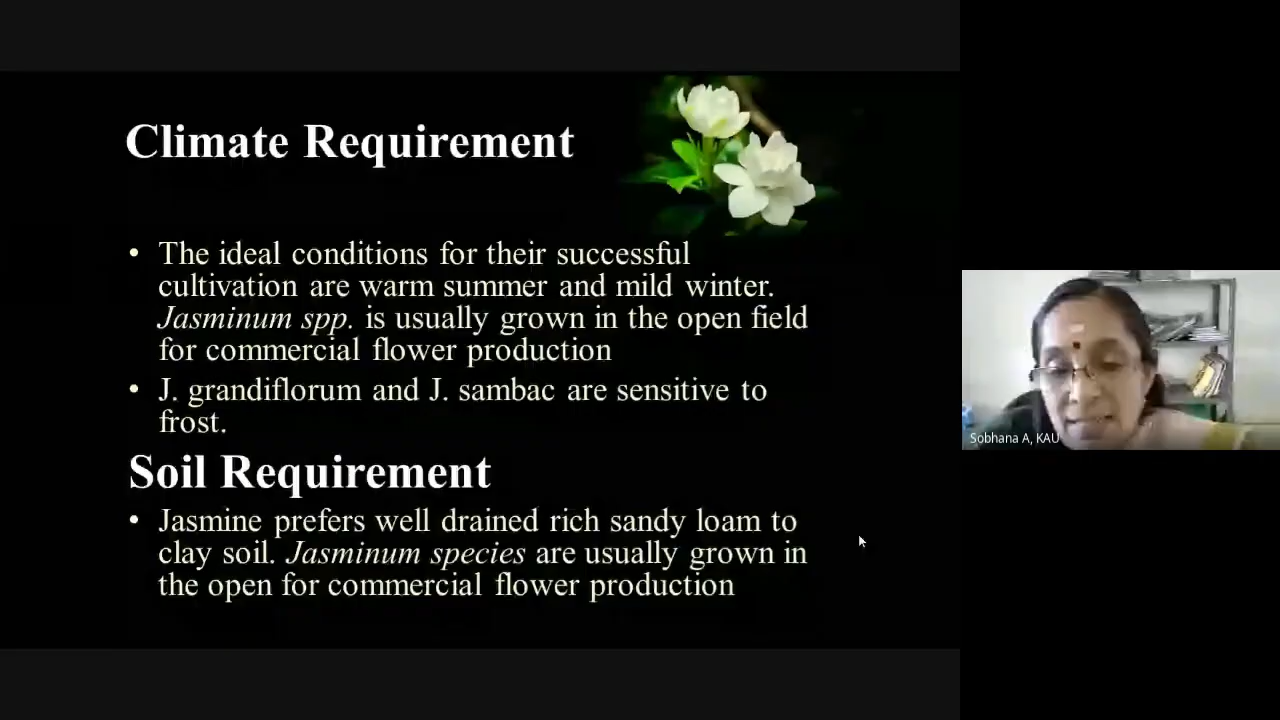 Climate Requirement
• The ideal conditions for their successful
cultivation are warm summer and mild winter.
Jasminum spp. is usually grown in the open field
for commercial flower production
• J. grandiflorum and J. sambac are sensitive to
frost.
Soil Requirement
• Jasmine prefers well drained rich sandy loam to
clay soil. Jasminum species are usually grown in
the open for commercial flower production
Sobhana A, KAU